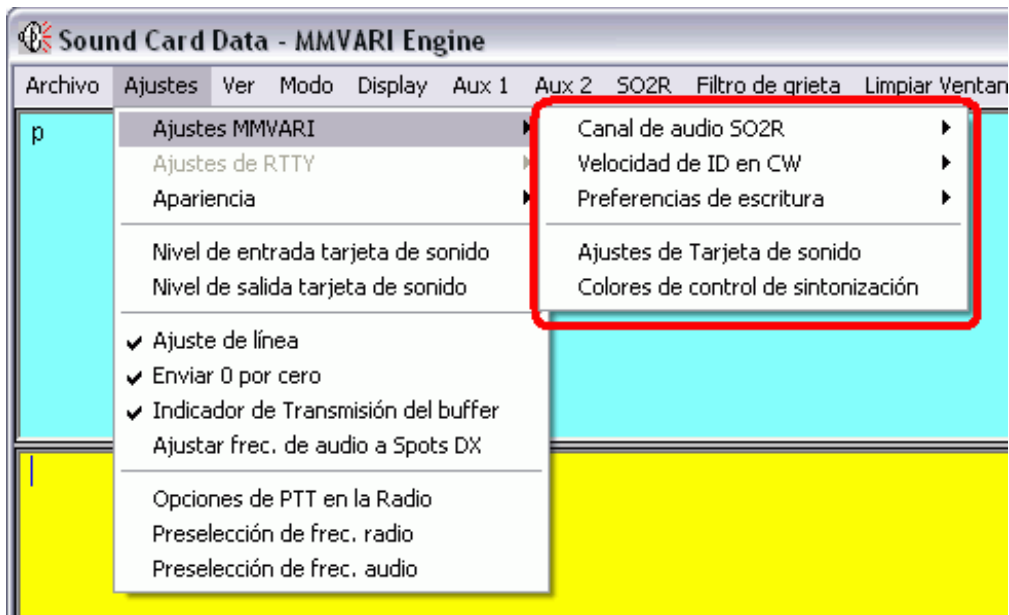 Sound Card Data - MMVARI Engine
Archivo Ajustes Ver Modo Display Aux 1 Aux 2 SO2R Filtro de grieta Limpiar Ventan
p
Ajustes MMVARI
Ajustes de RTTY
Apariencia
Nivel de entrada tarjeta de sonido
Nivel de salida tarjeta de sonido
Ajuste de línea
Enviar 0 por cero
Indicador de Transmisión del buffer
Ajustar frec. de audio a Spots DX
Opciones de PTT en la Radio
Preselección de frec. radio
Preselección de frec. audio
Canal de audio SO2R
Velocidad de ID en CW
Preferencias de escritura
Ajustes de Tarjeta de sonido
Colores de control de sintonización